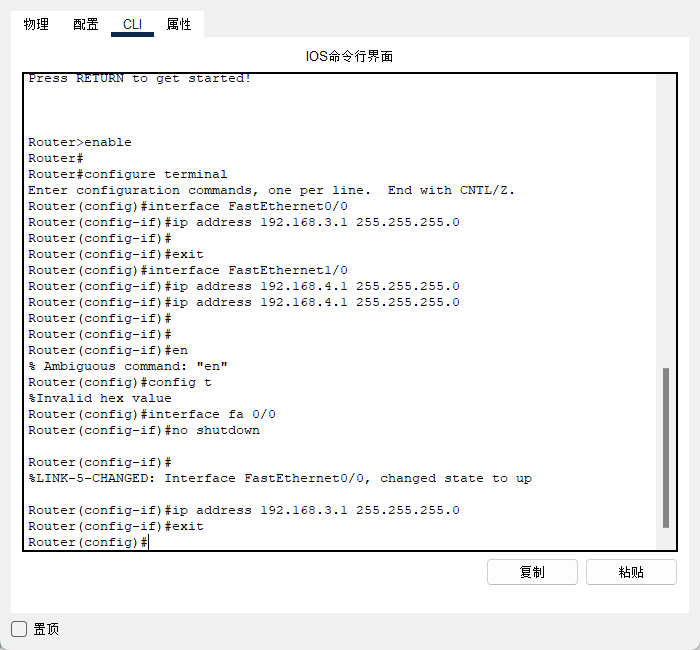 物理 配置 CLI 属性
IOS命令行界面
Press RETURN to get started!
Router>enable
Router#
Router#configure terminal
Enter configuration commands, one per line.  End with CNTL/Z.
Router(config)#interface FastEthernet0/0
Router(config-if)#ip address 192.168.3.1 255.255.255.0
Router(config-if)#
Router(config-if)#exit
Router(config)#interface FastEthernet1/0
Router(config-if)#ip address 192.168.4.1 255.255.255.0
Router(config-if)#ip address 192.168.4.1 255.255.255.0
Router(config-if)#
Router(config-if)#
Router(config-if)#en
% Ambiguous command: "en"
Router(config)#config t
%Invalid hex value
Router(config)#interface fa 0/0
Router(config-if)#no shutdown
Router(config-if)#
%LINK-5-CHANGED: Interface FastEthernet0/0, changed state to up
Router(config-if)#ip address 192.168.3.1 255.255.255.0
Router(config-if)#exit
Router(config)#
复制 粘贴
置顶